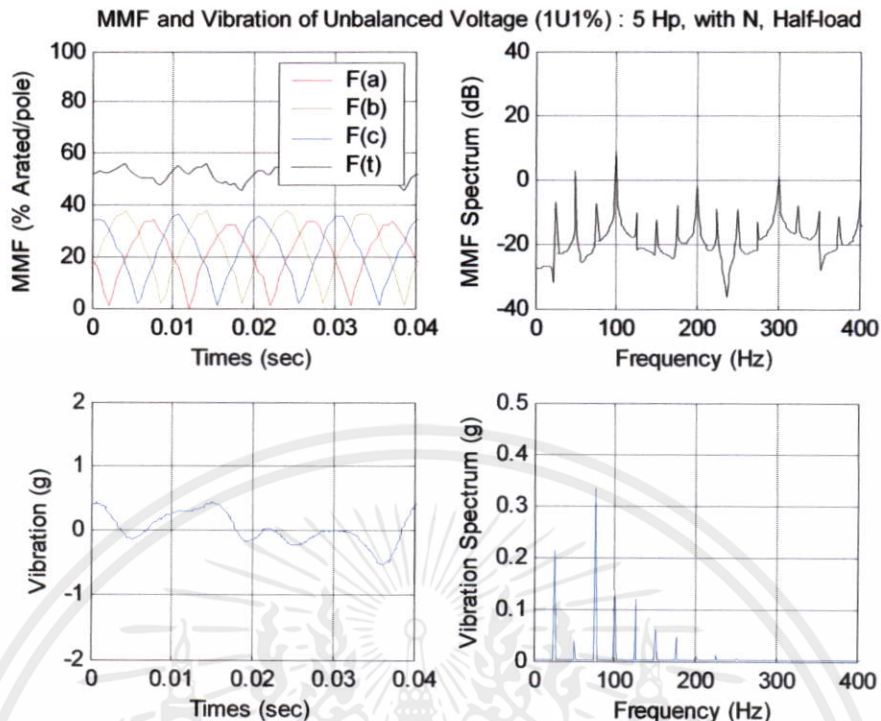 MMF and Vibration of Unbalanced Voltage (1U1%) : 5 Hp, with N, Half-load
MMF (% Arated/pole)
100
80
60
40
20
0
F(a)
F(b)
F(c)
F(t)
0 0.01 0.02 0.03 0.04
Times (sec)
MMF Spectrum (dB)
40
20
0
-20
-40
0 100 200 300 400
Frequency (Hz)
Vibration (g)
2
1
0
-1
-2
0 0.01 0.02 0.03 0.04
Times (sec)
Vibration Spectrum (g)
0.5
0.4
0.3
0.2
0.1
0
0 100 200 300 400
Frequency (Hz)